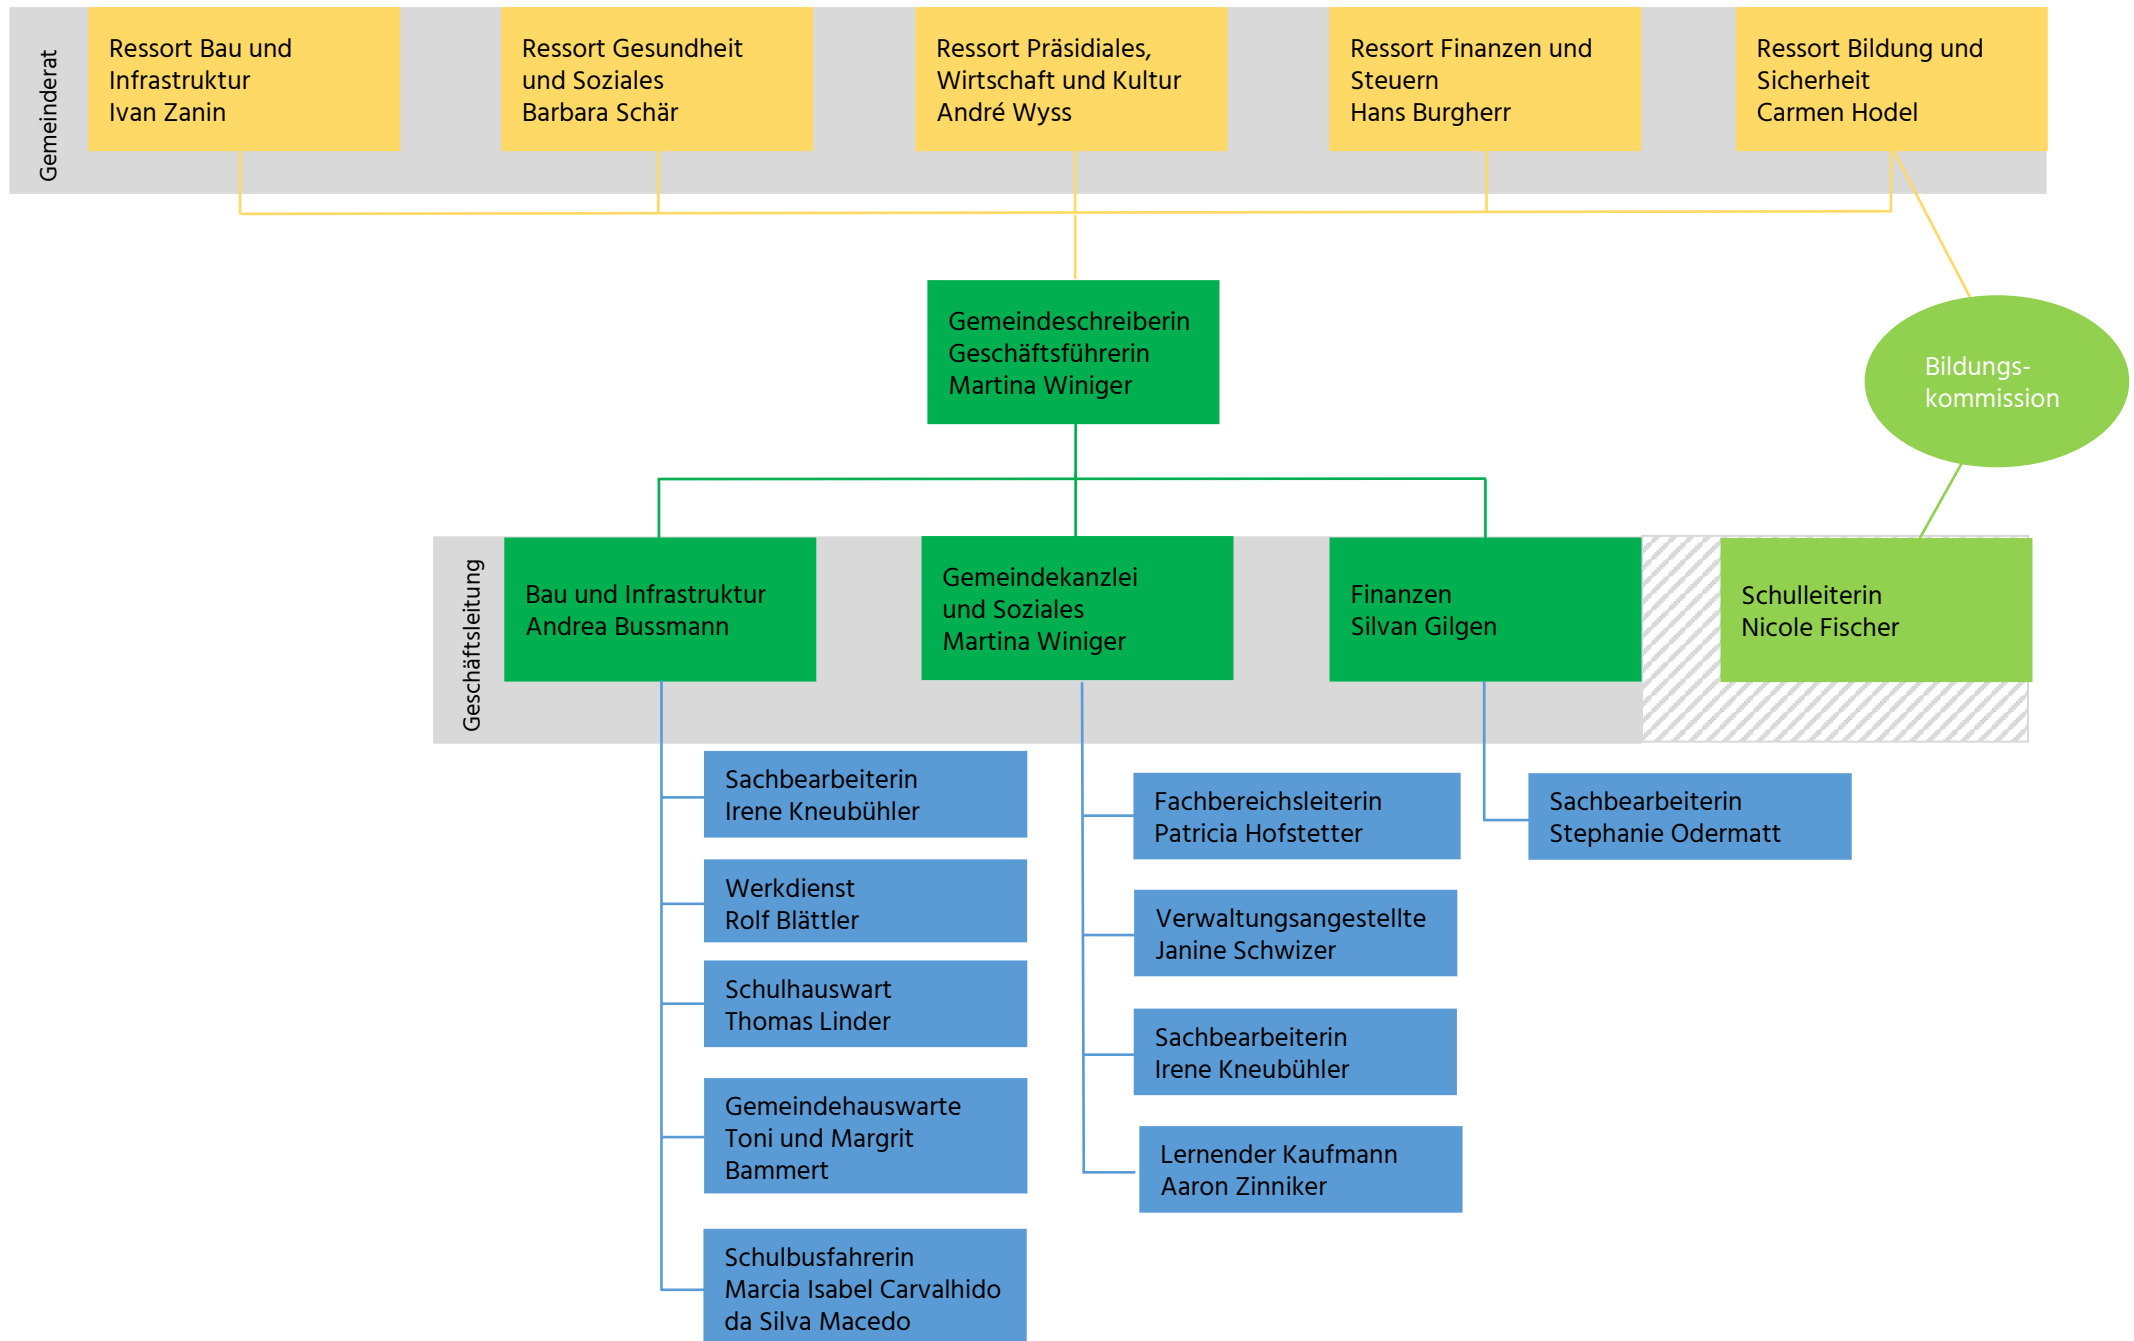 Gemeinderat
Ressort Bau und
Infrastruktur
Ivan Zanin
Ressort Gesundheit
und Soziales
Barbara Schär
Ressort Präsidiales,
Wirtschaft und Kultur
André Wyss
Ressort Finanzen und
Steuern
Hans Burgherr
Ressort Bildung und
Sicherheit
Carmen Hodel
Gemeindeschreiberin
Geschäftsführerin
Martina Winiger
Bildungs-
kommission
Geschäftsleitung
Bau und Infrastruktur
Andrea Bussmann
Gemeindekanzlei
und Soziales
Martina Winiger
Finanzen
Silvan Gilgen
Schulleiterin
Nicole Fischer
Sachbearbeiterin
Irene Kneubühler
Werkdienst
Rolf Blättler
Schulhauswart
Thomas Linder
Gemeindehauswarte
Toni und Margrit
Bammert
Schulbusfahrerin
Marcia Isabel Carvalhido
da Silva Macedo
Fachbereichsleiterin
Patricia Hofstetter
Verwaltungsangestellte
Janine Schwizer
Sachbearbeiterin
Irene Kneubühler
Lernender Kaufmann
Aaron Zinniker
Sachbearbeiterin
Stephanie Odermatt